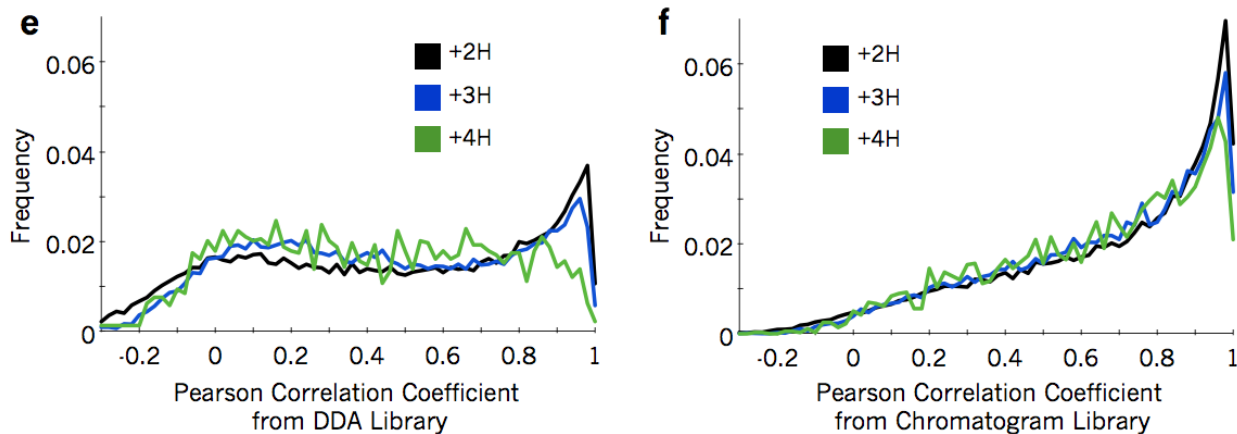 e
+2H
+3H
+4H
0.06
0.04
0.02
0
Frequency
-0.2 0 0.2 0.4 0.6 0.8 1
Pearson Correlation Coefficient
from DDA Library
f
+2H
+3H
+4H
0.06
0.04
0.02
0
Frequency
-0.2 0 0.2 0.4 0.6 0.8 1
Pearson Correlation Coefficient
from Chromatogram Library